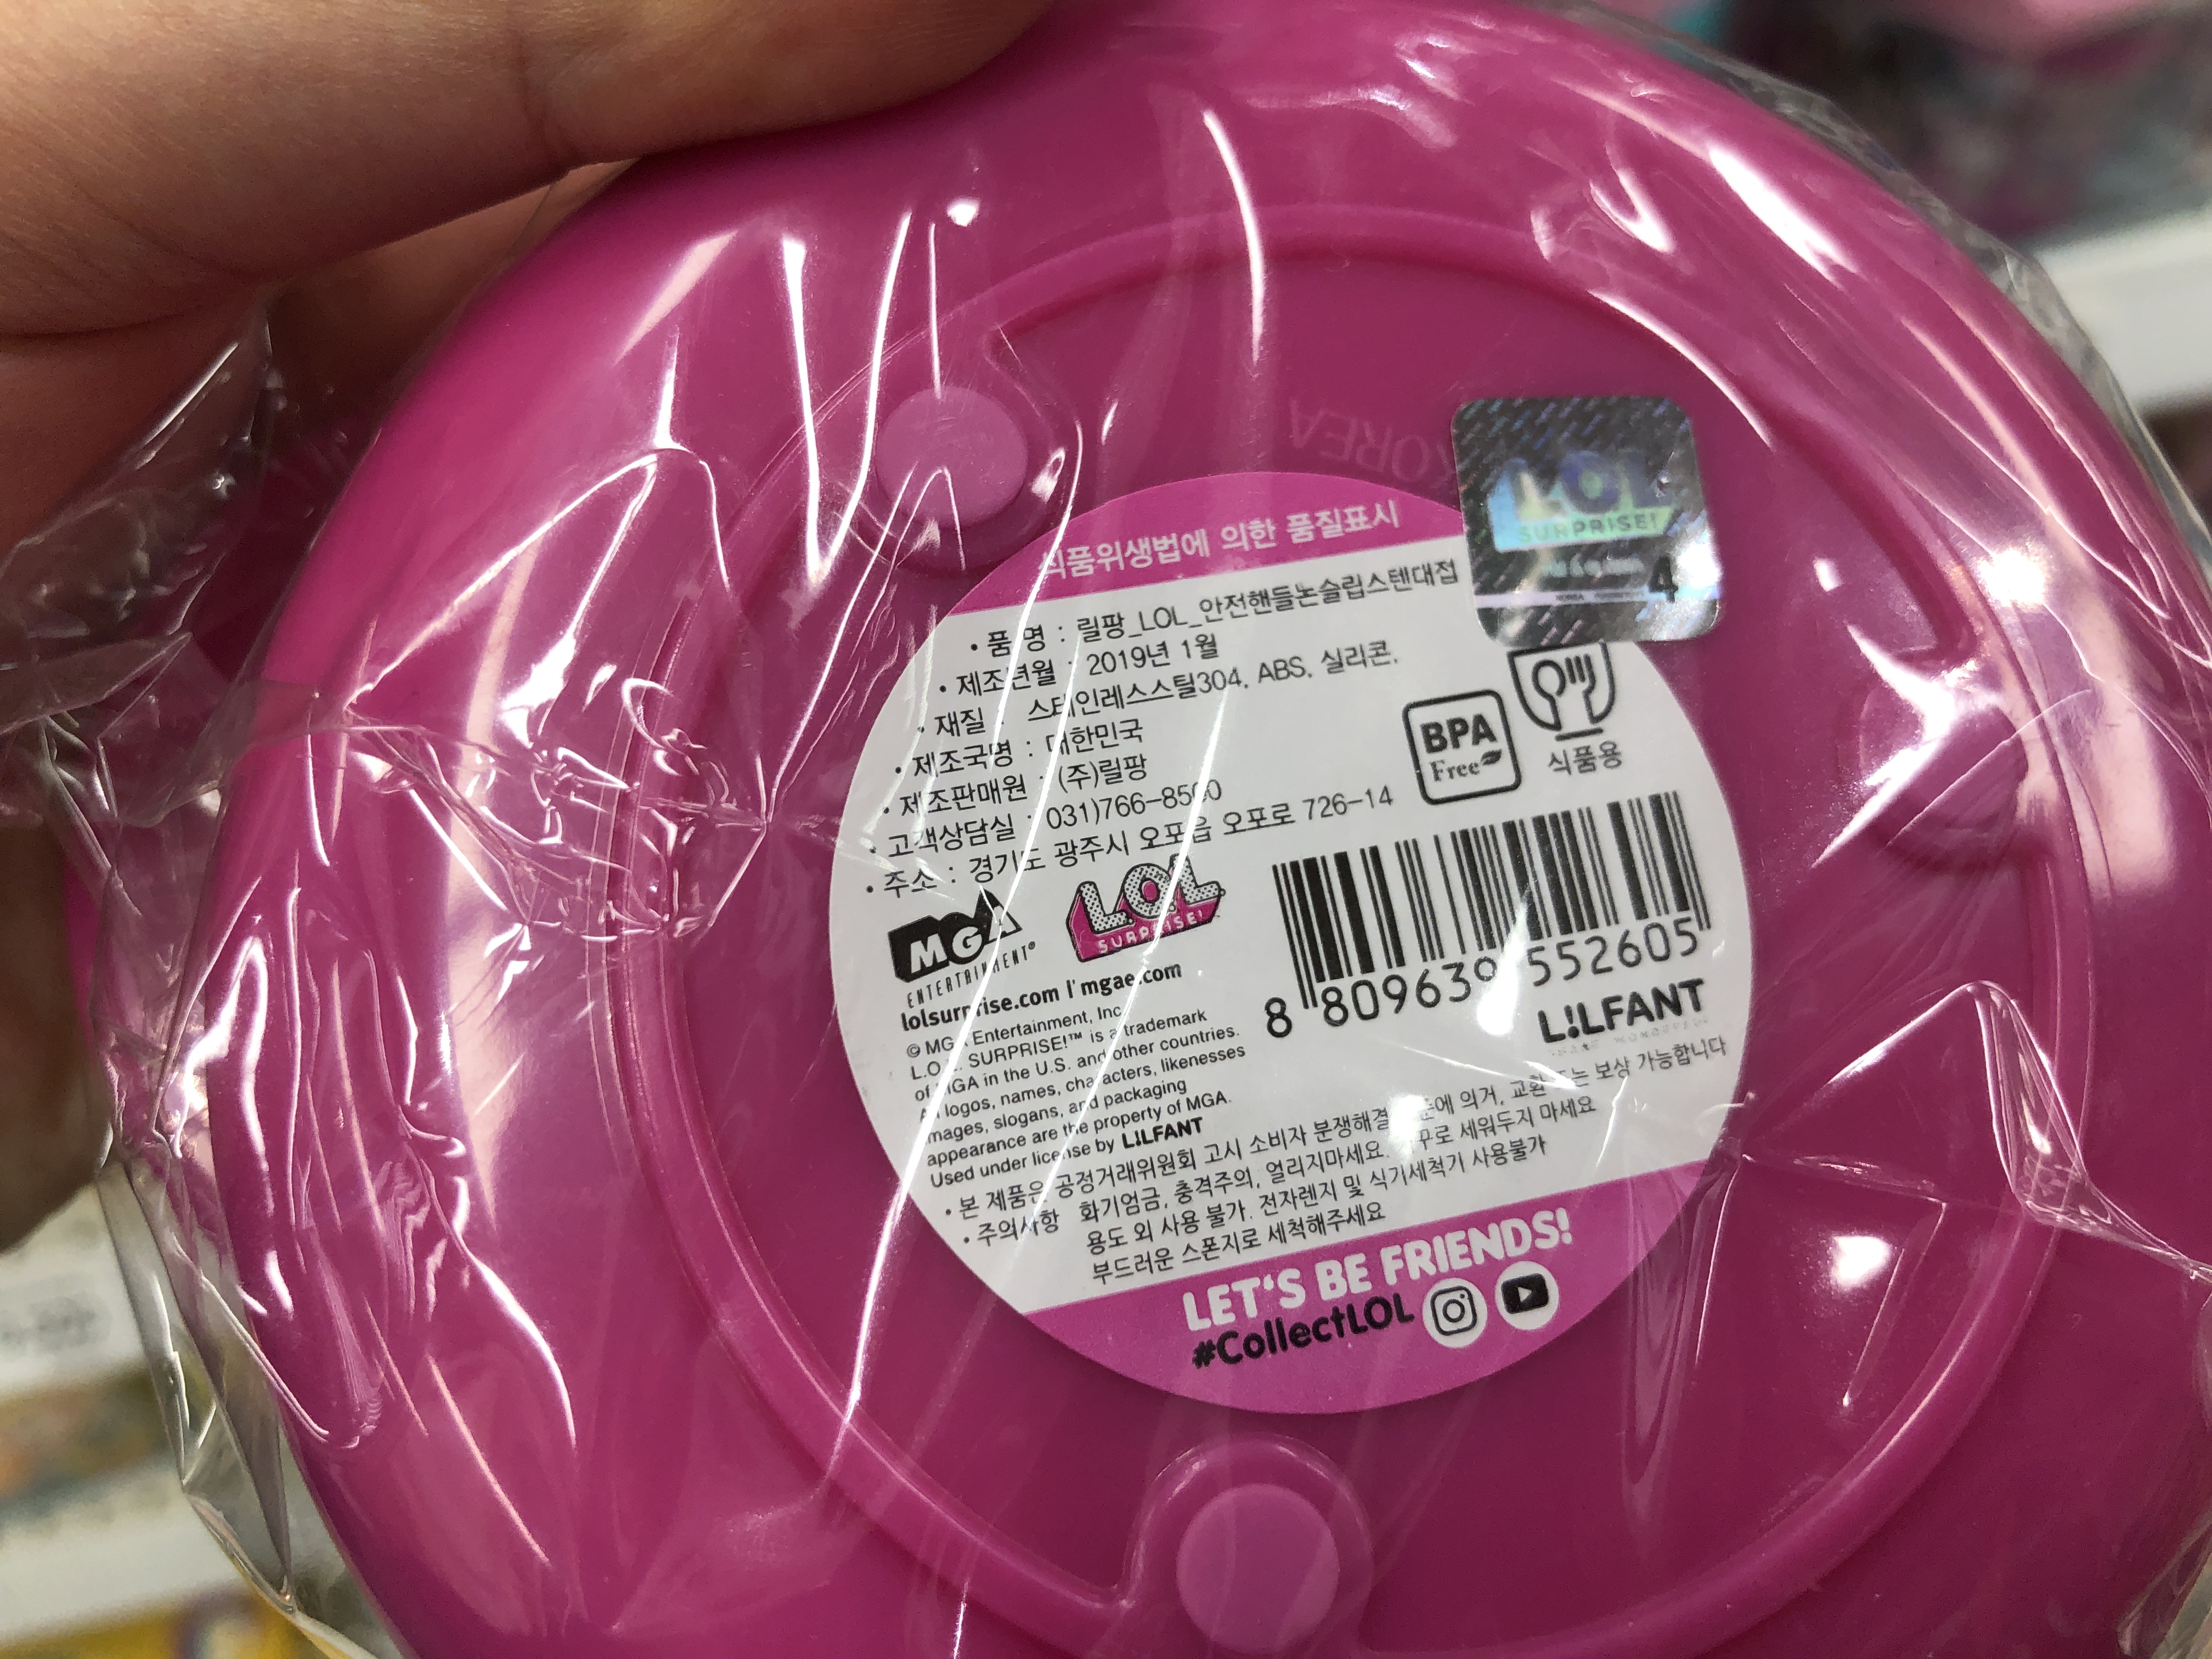 KOREA
식품위생법에 의한 품질표시
LOL
SURPRISE!
4
• 품 명 : 릴팡_LOL_안전핸들논슬립스텐대접
• 제조년월 : 2019년 1월
• 재질 : 스테인레스스틸304, ABS, 실리콘,
• 제조국명 : 대한민국
• 제조판매원 : (주)릴팡
• 고객상담실 : 031)766-8500
• 주소 : 경기도 광주시 오포읍 오포로 726-14
BPA
Free
식품용
MGA
ENTERTAINMENT®
L.O.L.
SURPRISE!
lolsurprise.com I mgae.com
8 809639 552605
L!LFANT
© MGA Entertainment, Inc.
L.O.L. SURPRISE!™ is a trademark
of MGA in the U.S. and other countries.
All logos, names, characters, likenesses
images, slogans, and packaging
appearance are the property of MGA.
Used under license by L!LFANT
• 본 제품은 공정거래위원회 고시 소비자 분쟁해결 에 의거, 교환 또는 보상 가능합니다
• 주의사항 화기엄금, 충격주의, 얼리지마세요. 거꾸로 세워두지 마세요
용도 외 사용 불가. 전자렌지 및 식기세척기 사용불가
부드러운 스폰지로 세척해주세요
LET'S BE FRIENDS!
#CollectLOL